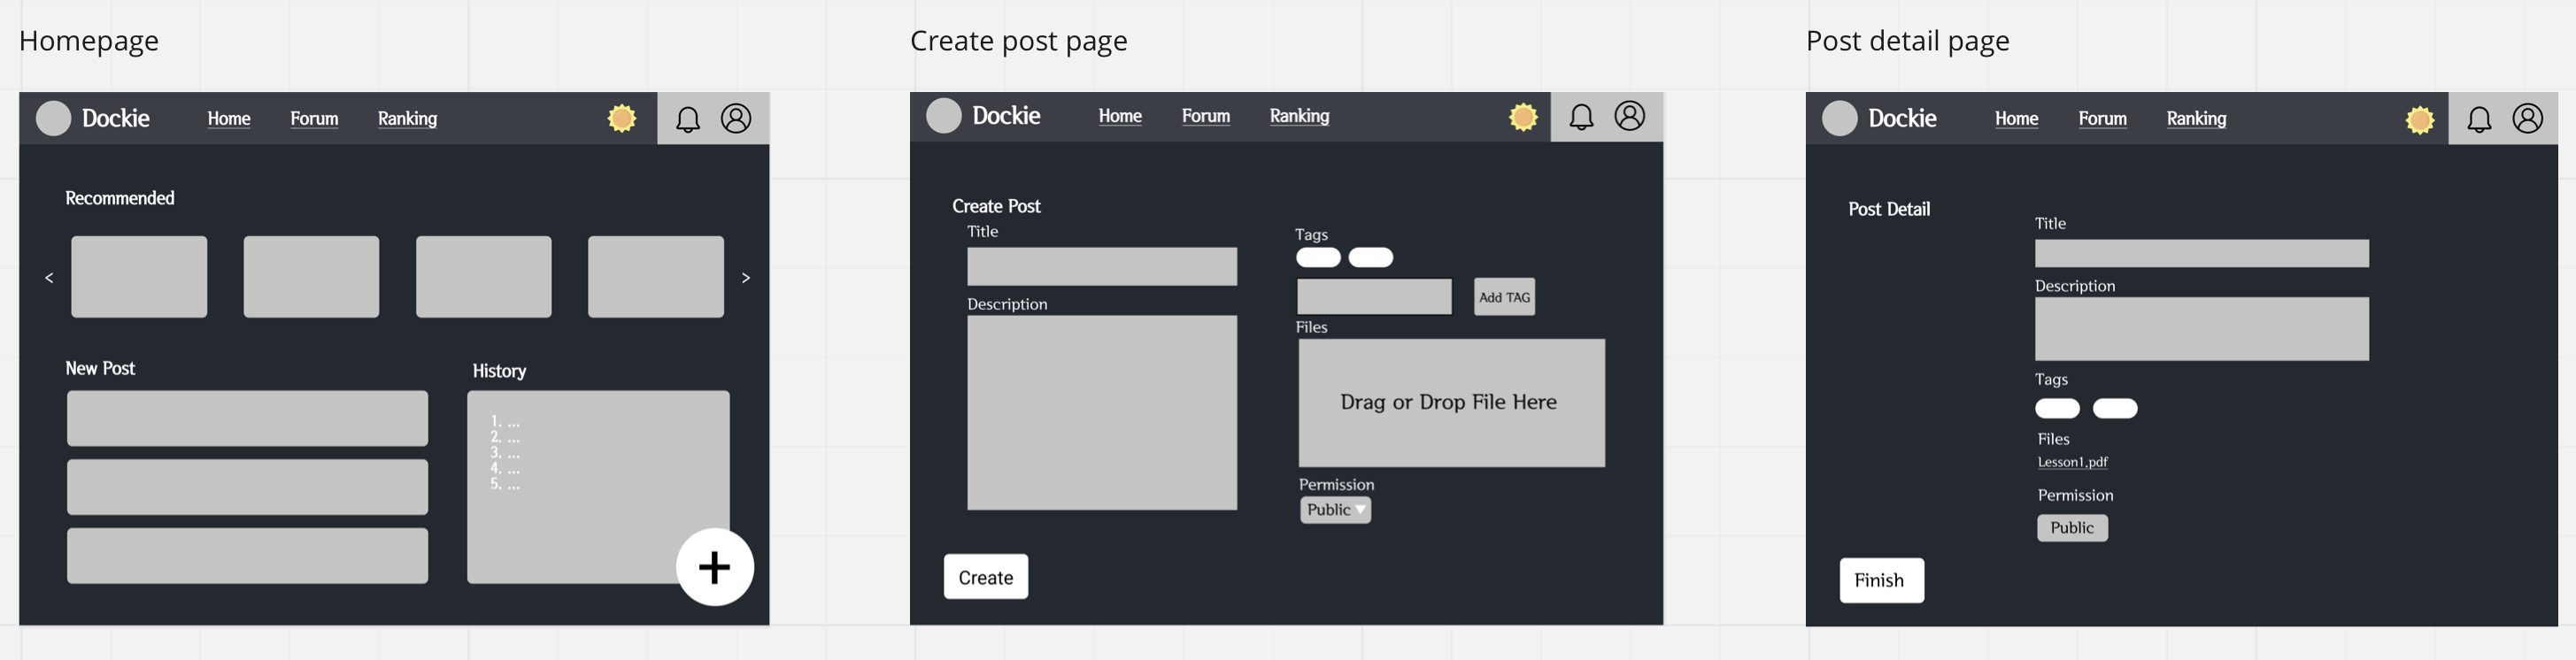 Homepage
Dockie
Home
Forum
Ranking
Recommended
<
>
New Post
History
1. ...
2. ...
3. ...
4. ...
5. ...
+
Create post page
Dockie
Home
Forum
Ranking
Create Post
Title
Description
Tags
Add TAG
Files
Drag or Drop File Here
Permission
Public
Create
Post detail page
Dockie
Home
Forum
Ranking
Post Detail
Title
Description
Tags
Files
Lesson1.pdf
Permission
Public
Finish